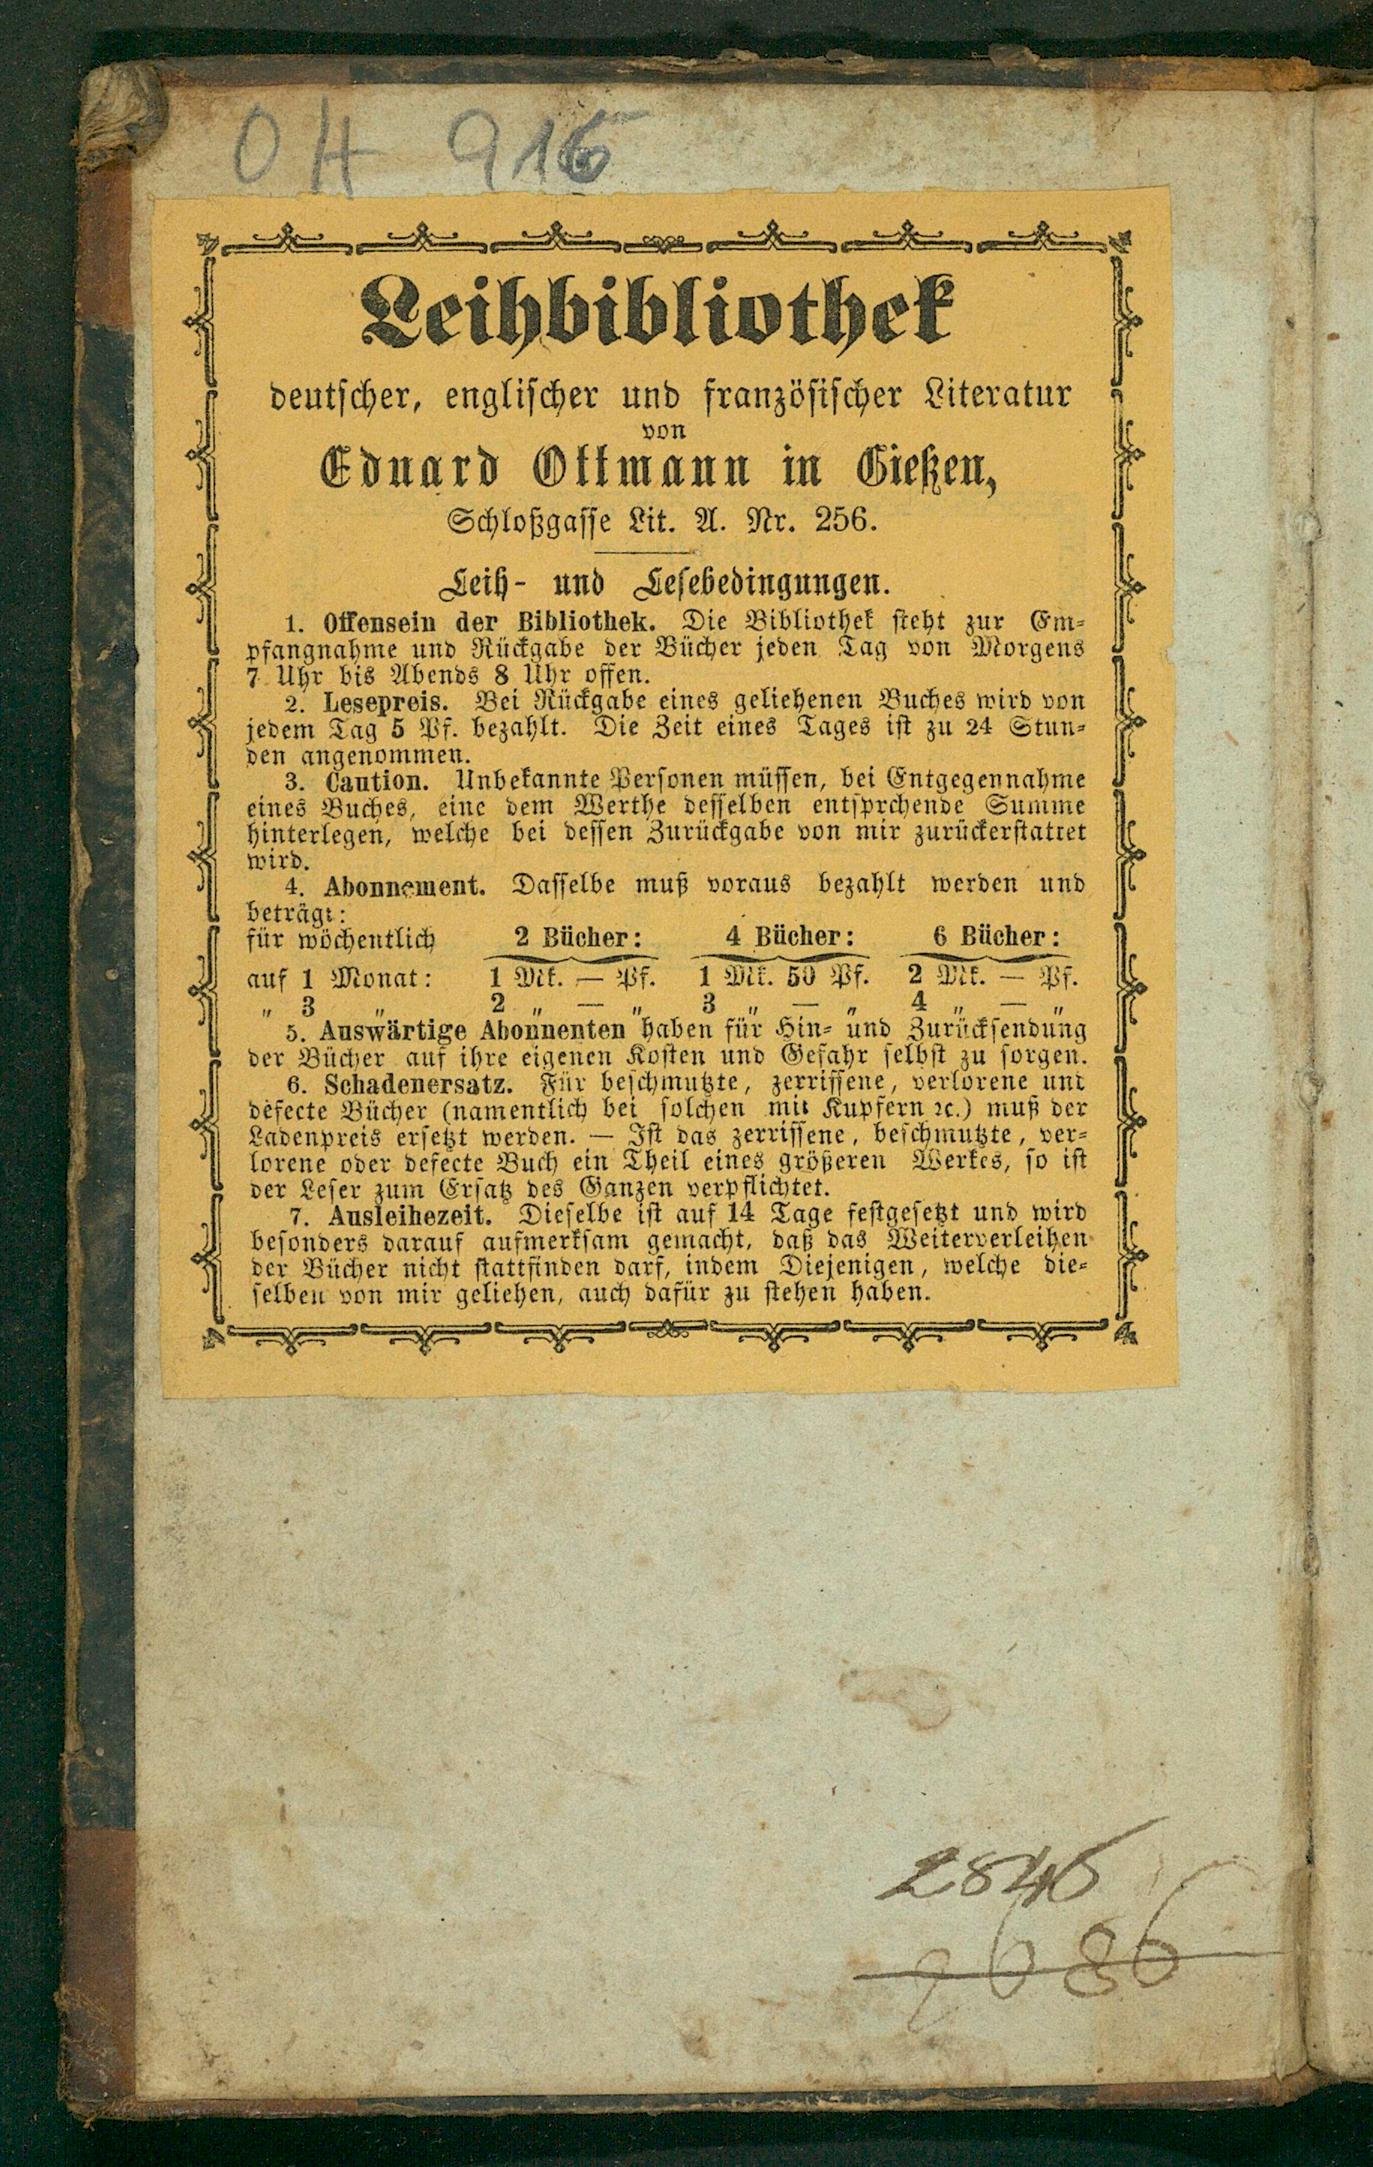 OH 916
Leihbibliothek
deutscher, englischer und französischer Literatur
von
Eduard Ottmann in Gießen,
Schloßgasse Lit. A. Nr. 256.
Leih- und Lesebedingungen.
1. Offensein der Bibliothek. Die Bibliothek steht zur Em-
pfangnahme und Rückgabe der Bücher jeden Tag von Morgens
7 Uhr bis Abends 8 Uhr offen.
2. Lesepreis. Bei Rückgabe eines geliehenen Buches wird von
jedem Tag 5 Pf. bezahlt. Die Zeit eines Tages ist zu 24 Stun-
den angenommen.
3. Caution. Unbekannte Personen müssen, bei Entgegennahme
eines Buches, eine dem Werthe desselben entsprchende Summe
hinterlegen, welche bei dessen Zurückgabe von mir zurückerstattet
wird.
4. Abonnement. Dasselbe muß voraus bezahlt werden und
beträgt:
für wöchentlich 2 Bücher: 4 Bücher: 6 Bücher:
auf 1 Monat: 1 Mk. — Pf. 1 Mk. 50 Pf. 2 Mk. — Pf.
„ 3 „ 2 „ — „ 3 „ — „ 4 „ — „
5. Auswärtige Abonnenten haben für Hin- und Zurücksendung
der Bücher auf ihre eigenen Kosten und Gefahr selbst zu sorgen.
6. Schadenersatz. Für beschmutzte, zerrissene, verlorene und
defecte Bücher (namentlich bei solchen mit Kupfern ꝛc.) muß der
Ladenpreis ersetzt werden. — Ist das zerrissene, beschmutzte, ver-
lorene oder defecte Buch ein Theil eines größeren Werkes, so ist
der Leser zum Ersatz des Ganzen verpflichtet.
7. Ausleihezeit. Dieselbe ist auf 14 Tage festgesetzt und wird
besonders darauf aufmerksam gemacht, daß das Weiterverleihen
der Bücher nicht stattfinden darf, indem Diejenigen, welche die-
selben von mir geliehen, auch dafür zu stehen haben.